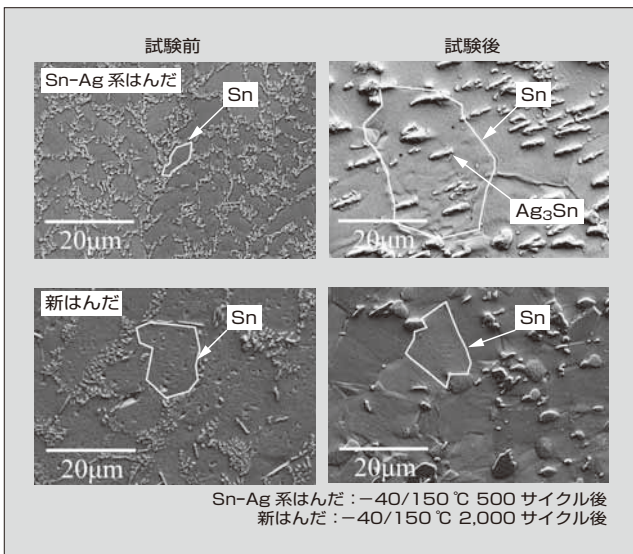 試験前
試験後
Sn-Ag 系はんだ
Sn
Sn
Ag₃Sn
20μm
20μm
新はんだ
Sn
Sn
20μm
20μm
Sn-Ag 系はんだ：−40/150 ℃ 500 サイクル後
新はんだ：−40/150 ℃ 2,000 サイクル後